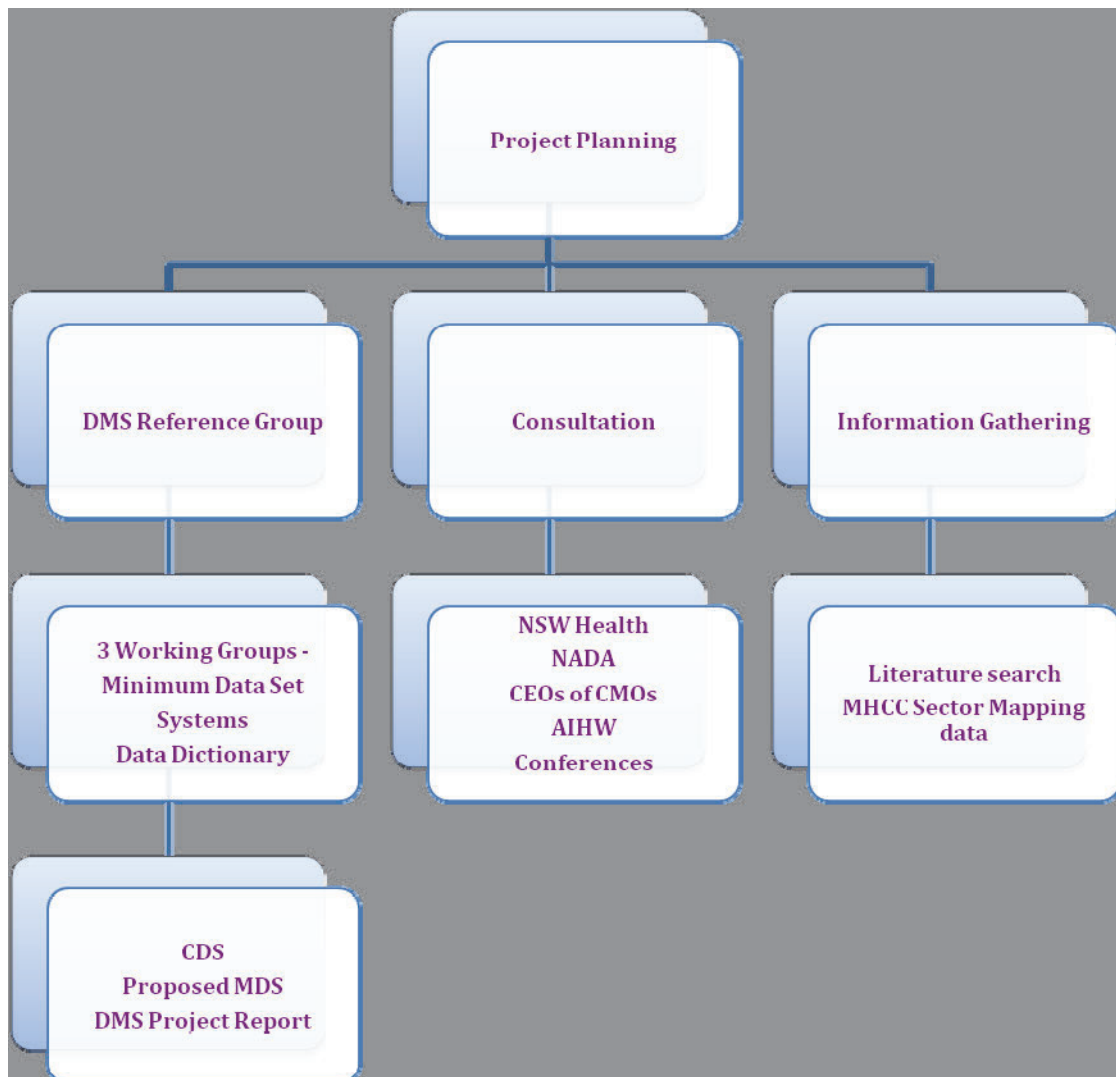 Project Planning
DMS Reference Group
Consultation
Information Gathering
3 Working Groups -
Minimum Data Set
Systems
Data Dictionary
NSW Health
NADA
CEOs of CMOs
AIHW
Conferences
Literature search
MHCC Sector Mapping
data
CDS
Proposed MDS
DMS Project Report